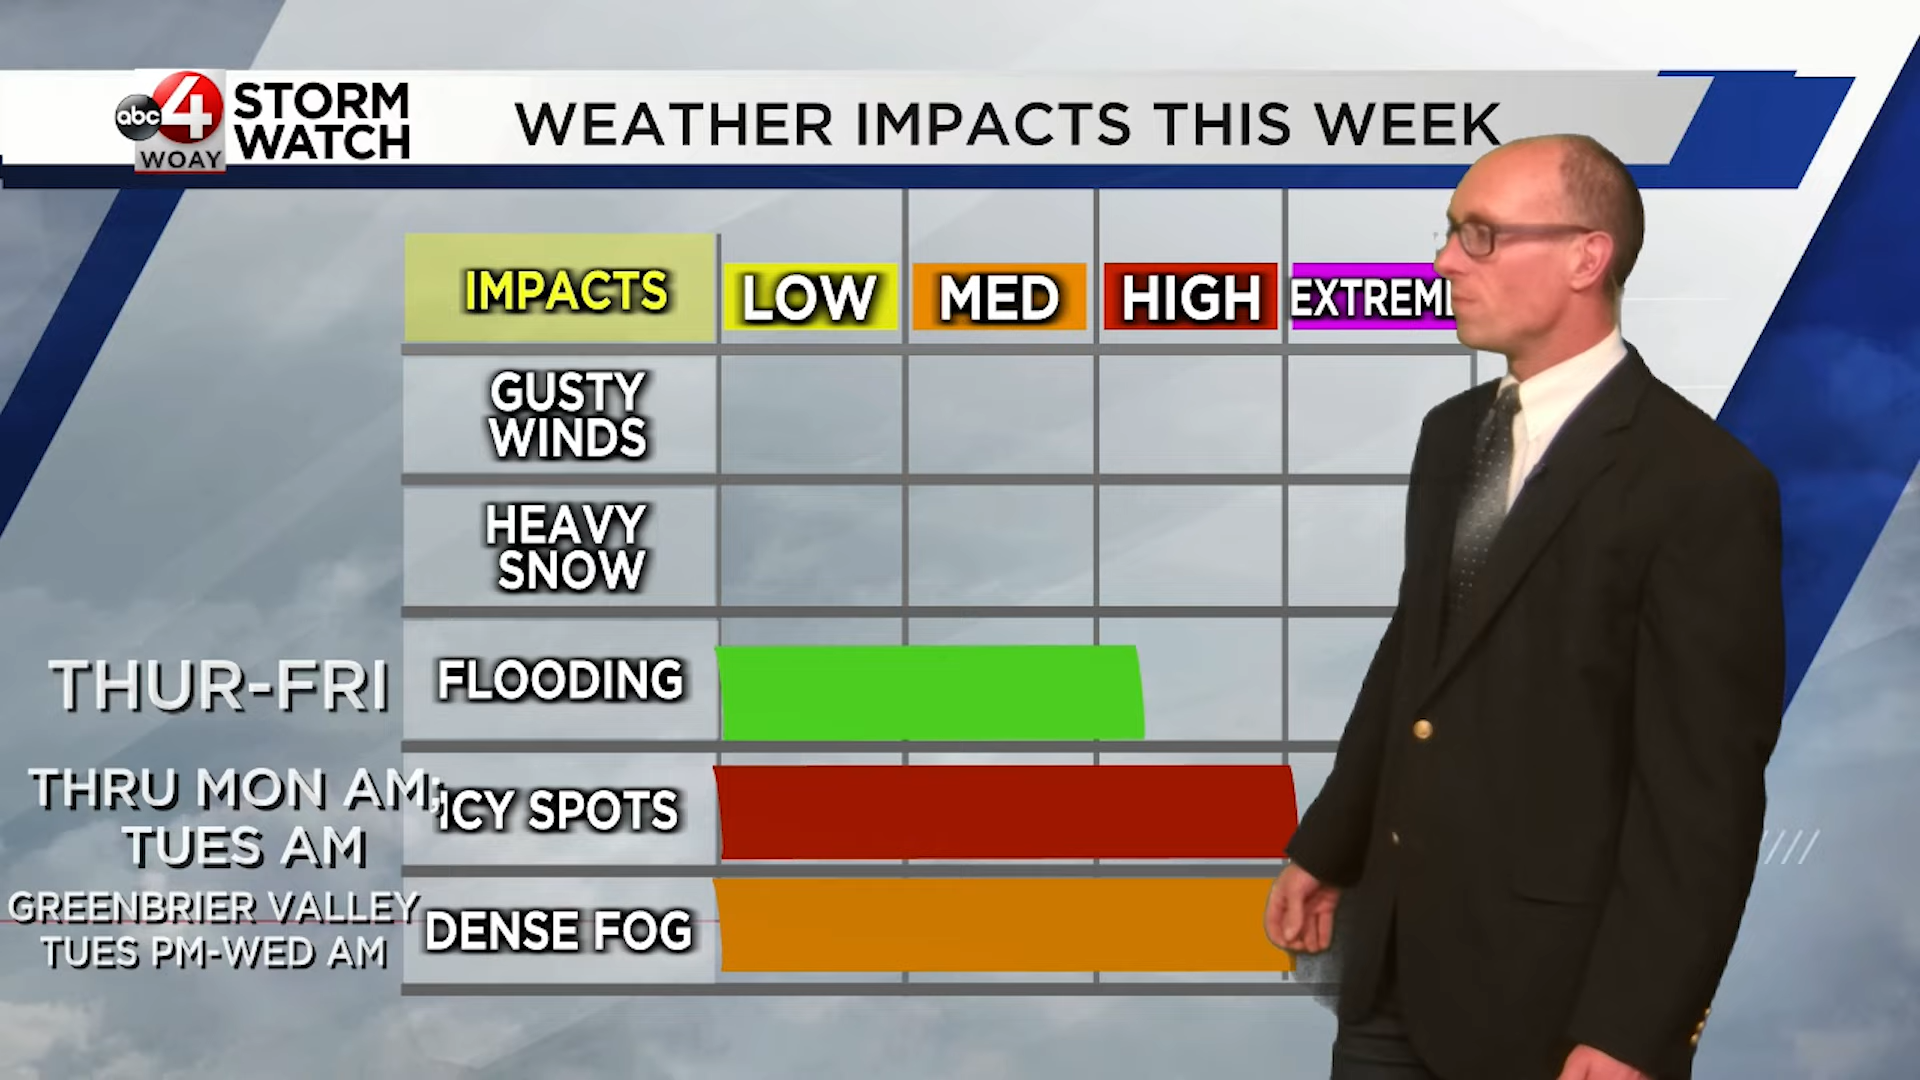 abc 4
WOAY
STORM
WATCH
WEATHER IMPACTS THIS WEEK
IMPACTS
LOW
MED
HIGH
GUSTY
WINDS
HEAVY
SNOW
THUR-FRI
FLOODING
THRU MON AM;
TUES AM
ICY SPOTS
GREENBRIER VALLEY
TUES PM-WED AM
DENSE FOG